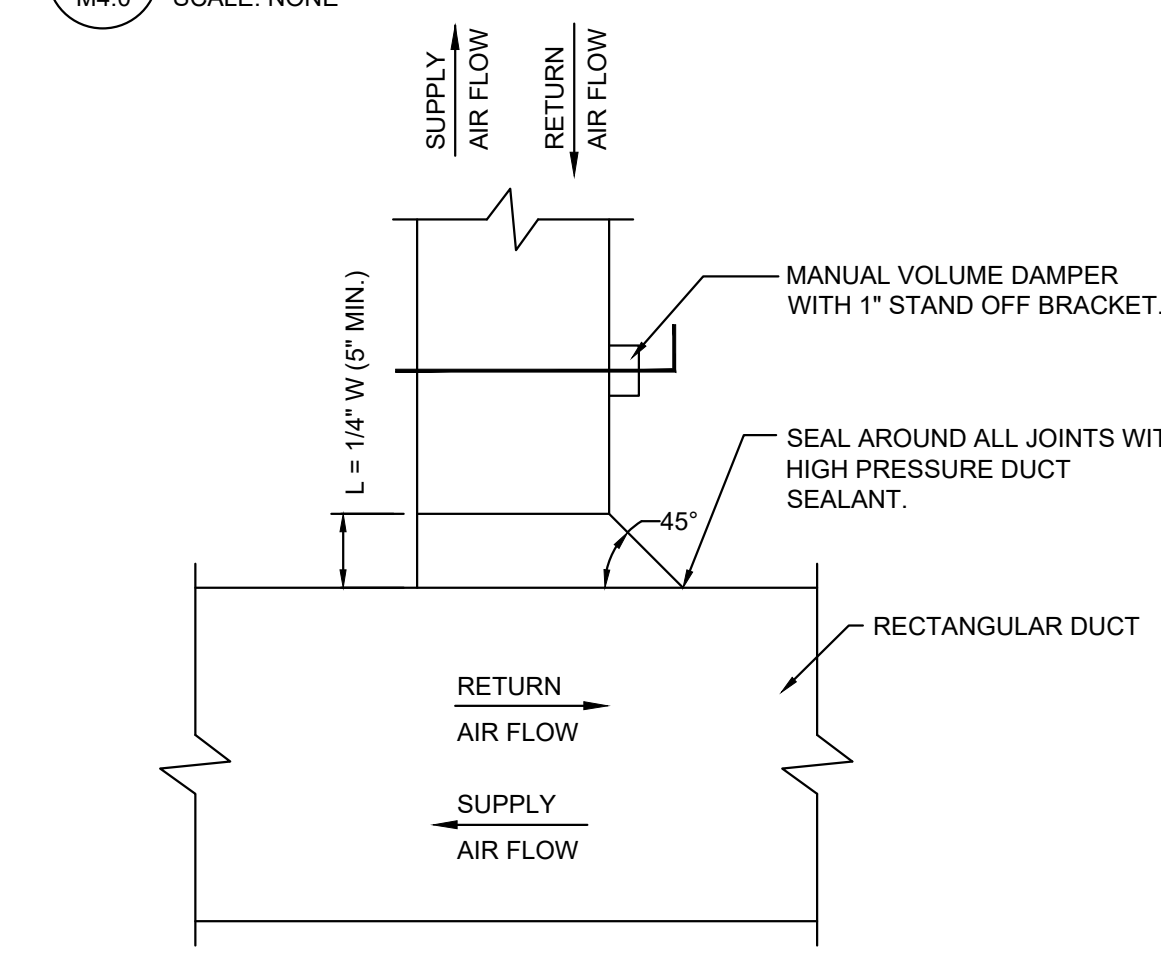 M4.0
SCALE: NONE
SUPPLY
AIR FLOW
RETURN
AIR FLOW
L = 1/4" W (5" MIN.)
MANUAL VOLUME DAMPER
WITH 1" STAND OFF BRACKET.
SEAL AROUND ALL JOINTS
HIGH PRESSURE DUCT
SEALANT.
45°
RECTANGULAR DUCT
RETURN
AIR FLOW
SUPPLY
AIR FLOW